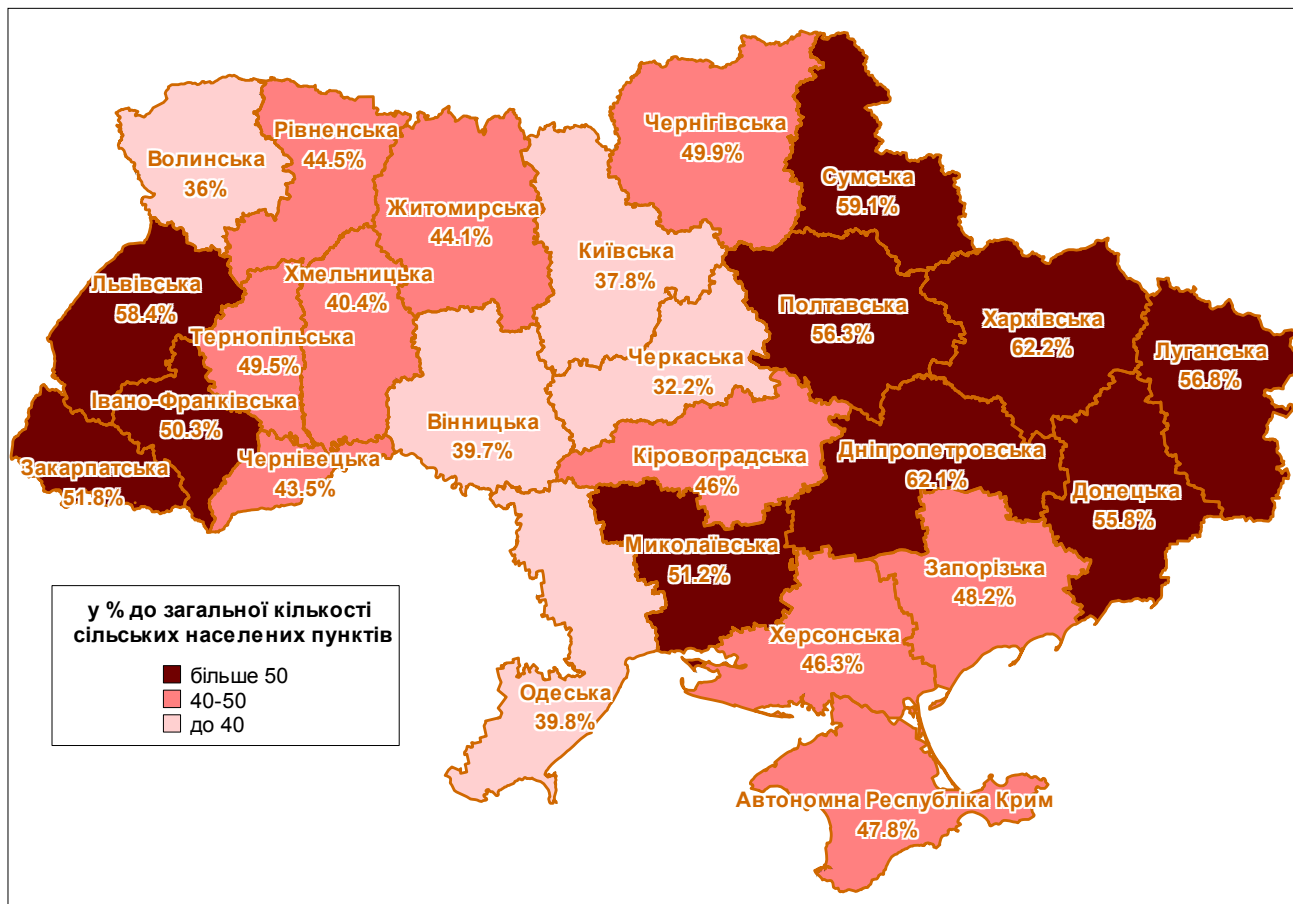 Чернігівська
49.9%
Рівненська
44.5%
Волинська
36%
Сумська
59.1%
Житомирська
44.1%
Київська
37.8%
Хмельницька
40.4%
Львівська
58.4%
Полтавська
56.3%
Харківська
62.2%
Тернопільська
49.5%
Луганська
56.8%
Черкаська
32.2%
Івано-Франківська
50.3%
Вінницька
39.7%
Дніпропетровська
62.1%
Кіровоградська
46%
Чернівецька
43.5%
Закарпатська
51.8%
Донецька
55.8%
Миколаївська
51.2%
Запорізька
48.2%
Херсонська
46.3%
Одеська
39.8%
Автономна Республіка Крим
47.8%
у % до загальної кількості
сільських населених пунктів
більше 50
40-50
до 40